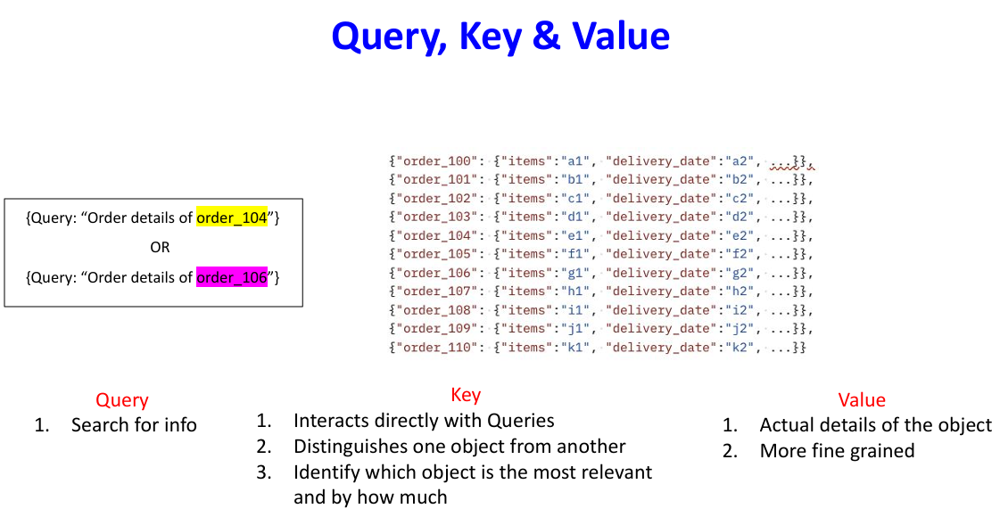 Query, Key & Value
{Query: “Order details of order_104”}
OR
{Query: “Order details of order_106”}
{"order_100": {"items":"a1", "delivery_date":"a2", ...}},
{"order_101": {"items":"b1", "delivery_date":"b2", ...}},
{"order_102": {"items":"c1", "delivery_date":"c2", ...}},
{"order_103": {"items":"d1", "delivery_date":"d2", ...}},
{"order_104": {"items":"e1", "delivery_date":"e2", ...}},
{"order_105": {"items":"f1", "delivery_date":"f2", ...}},
{"order_106": {"items":"g1", "delivery_date":"g2", ...}},
{"order_107": {"items":"h1", "delivery_date":"h2", ...}},
{"order_108": {"items":"i1", "delivery_date":"i2", ...}},
{"order_109": {"items":"j1", "delivery_date":"j2", ...}},
{"order_110": {"items":"k1", "delivery_date":"k2", ...}}
Query
1. Search for info
Key
1. Interacts directly with Queries
2. Distinguishes one object from another
3. Identify which object is the most relevant
and by how much
Value
1. Actual details of the object
2. More fine grained